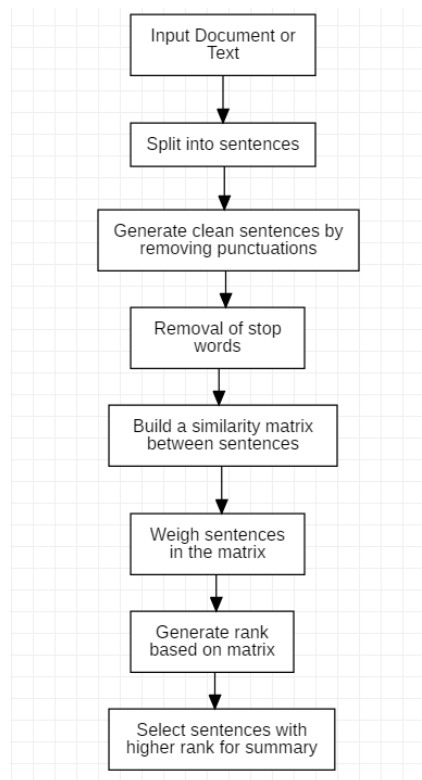 Input Document or
Text
Split into sentences
Generate clean sentences by
removing punctuations
Removal of stop
words
Build a similarity matrix
between sentences
Weigh sentences
in the matrix
Generate rank
based on matrix
Select sentences with
higher rank for summary